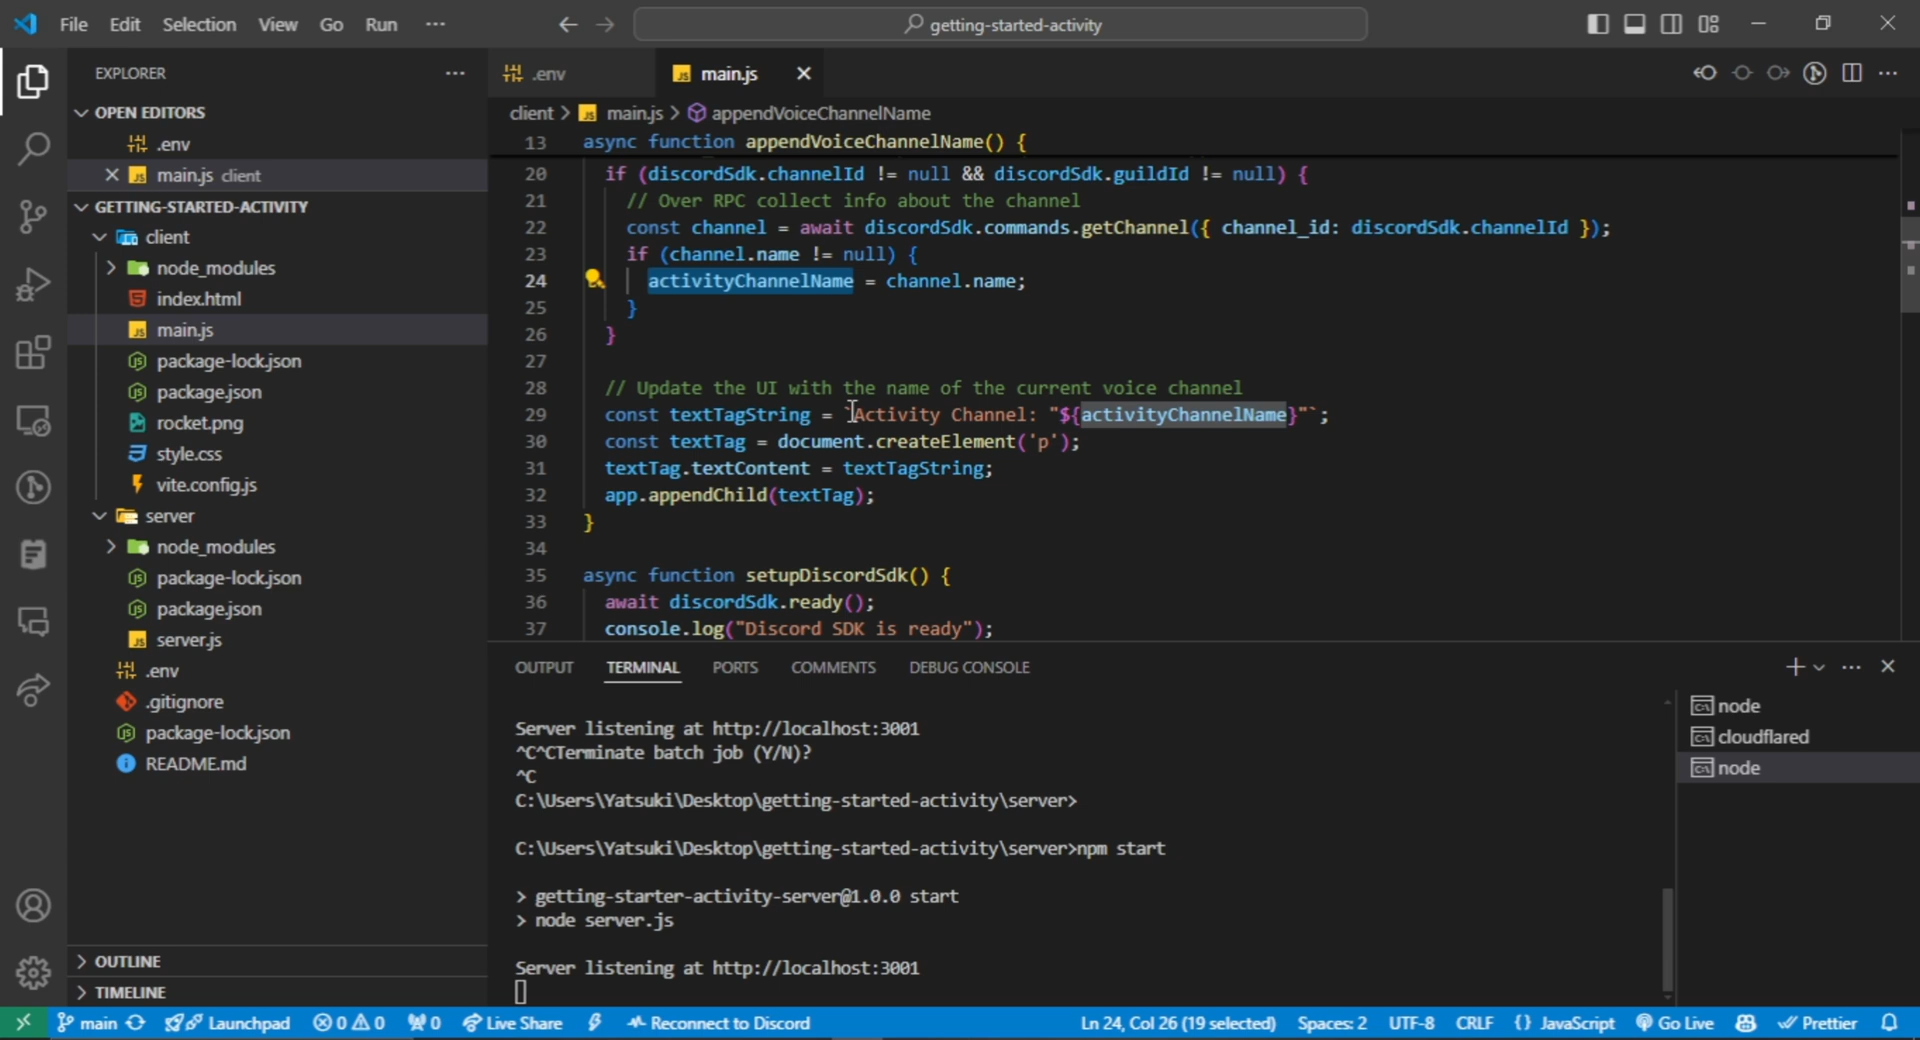 File Edit Selection View Go Run ···
getting-started-activity
EXPLORER
OPEN EDITORS
.env
main.js client
GETTING-STARTED-ACTIVITY
client
node_modules
index.html
main.js
package-lock.json
package.json
rocket.png
style.css
vite.config.js
server
node_modules
package-lock.json
package.json
server.js
.env
.gitignore
package-lock.json
README.md
OUTLINE
TIMELINE
.env
main.js
client > main.js > appendVoiceChannelName
13 async function appendVoiceChannelName() {
20 if (discordSdk.channelId != null && discordSdk.guildId != null) {
21 // Over RPC collect info about the channel
22 const channel = await discordSdk.commands.getChannel({ channel_id: discordSdk.channelId });
23 if (channel.name != null) {
24 activityChannelName = channel.name;
25 }
26 }
27
28 // Update the UI with the name of the current voice channel
29 const textTagString = `Activity Channel: "${activityChannelName}"`;
30 const textTag = document.createElement('p');
31 textTag.textContent = textTagString;
32 app.appendChild(textTag);
33 }
34
35 async function setupDiscordSdk() {
36 await discordSdk.ready();
37 console.log("Discord SDK is ready");
OUTPUT TERMINAL PORTS COMMENTS DEBUG CONSOLE
Server listening at http://localhost:3001
^C^CTerminate batch job (Y/N)?
^C
C:\Users\Yatsuki\Desktop\getting-started-activity\server>
C:\Users\Yatsuki\Desktop\getting-started-activity\server>npm start
> getting-starter-activity-server@1.0.0 start
> node server.js
Server listening at http://localhost:3001
node
cloudflared
node
main Launchpad 0 0 0 Live Share Reconnect to Discord Ln 24, Col 26 (19 selected) Spaces: 2 UTF-8 CRLF {} JavaScript Go Live Prettier